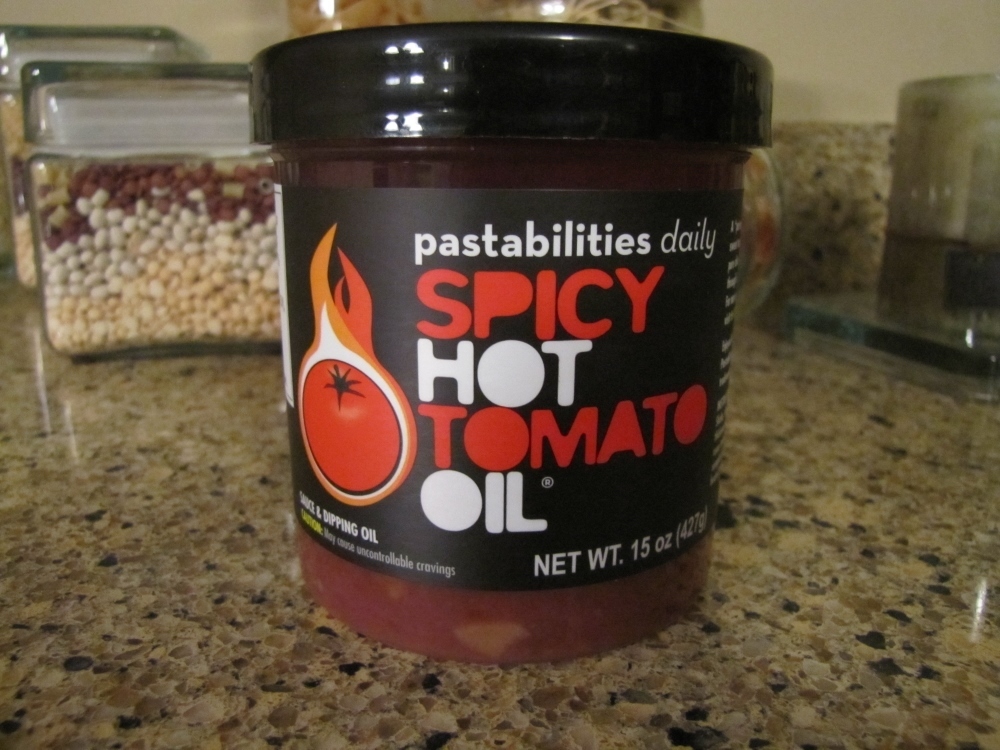 pastabilities daily
SPICY
HOT
TOMATO
OIL®
SAUCE & DIPPING OIL
CAUTION: May cause uncontrollable cravings
NET WT. 15 oz (427g)